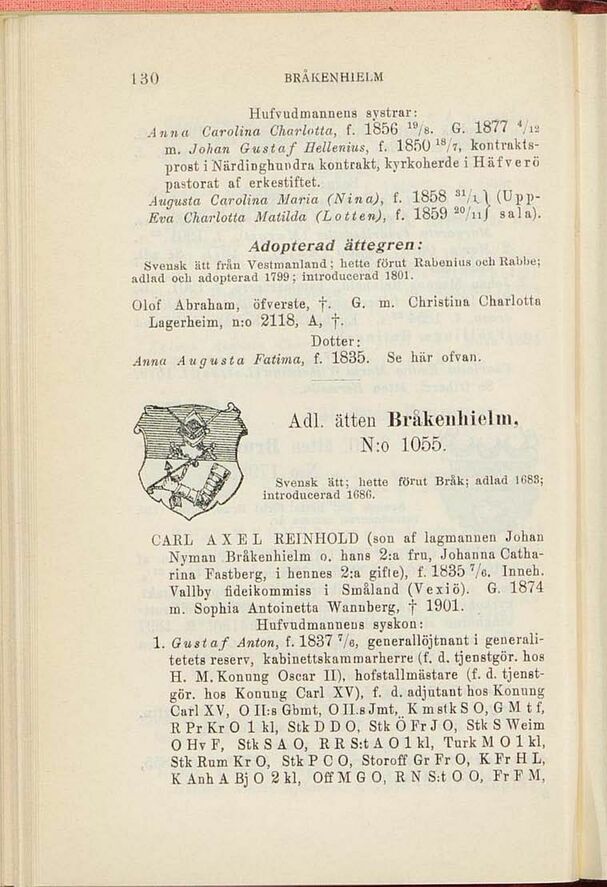 130 BRÅKENHIELM
Hufvudmannens systrar:
Anna Carolina Charlotta, f. 1856 19/8. G. 1877 4/12
m. Johan Gustaf Hellenius, f. 1850 18/7, kontrakts-
prost i Närdinghundra kontrakt, kyrkoherde i Häfverö
pastorat af erkestiftet.
Augusta Carolina Maria (Nina), f. 1858 31/1 } (Upp-
Eva Charlotta Matilda (Lotten), f. 1859 20/11 } sala).
Adopterad ättegren:
Svensk ätt från Vestmanland; hette förut Rabenius och Rabbe;
adlad och adopterad 1799; introducerad 1801.
Olof Abraham, öfverste, †. G. m. Christina Charlotta
Lagerheim, n:o 2118, A, †.
Dotter:
Anna Augusta Fatima, f. 1835. Se här ofvan.
Adl. ätten Bråkenhielm,
N:o 1055.
Svensk ätt; hette förut Bråk; adlad 1683;
introducerad 1686.
CARL AXEL REINHOLD (son af lagmannen Johan
Nyman Bråkenhielm o. hans 2:a fru, Johanna Catha-
rina Fastberg, i hennes 2:a gifte), f. 1835 7/6. Inneh.
Vallby fideikommiss i Småland (Vexiö). G. 1874
m. Sophia Antoinetta Wannberg, † 1901.
Hufvudmannens syskon:
1. Gustaf Anton, f. 1837 7/6, generallöjtnant i generali-
tetets reserv, kabinettskammarherre (f. d. tjenstgör. hos
H. M. Konung Oscar II), hofstallmästare (f. d. tjenst-
gör. hos Konung Carl XV), f. d. adjutant hos Konung
Carl XV, O II:s Gbmt, O II.s Jmt, K m stk S O, G M t f,
R Pr Kr O 1 kl, Stk D D O, Stk Ö Fr J O, Stk S Weim
O Hv F, Stk S A O, R R S:t A O 1 kl, Turk M O 1 kl,
Stk Rum Kr O, Stk P C O, Storoff Gr Fr O, K Fr H L,
K Anh A Bj O 2 kl, Off M G O, R N S:t O O, Fr F M,